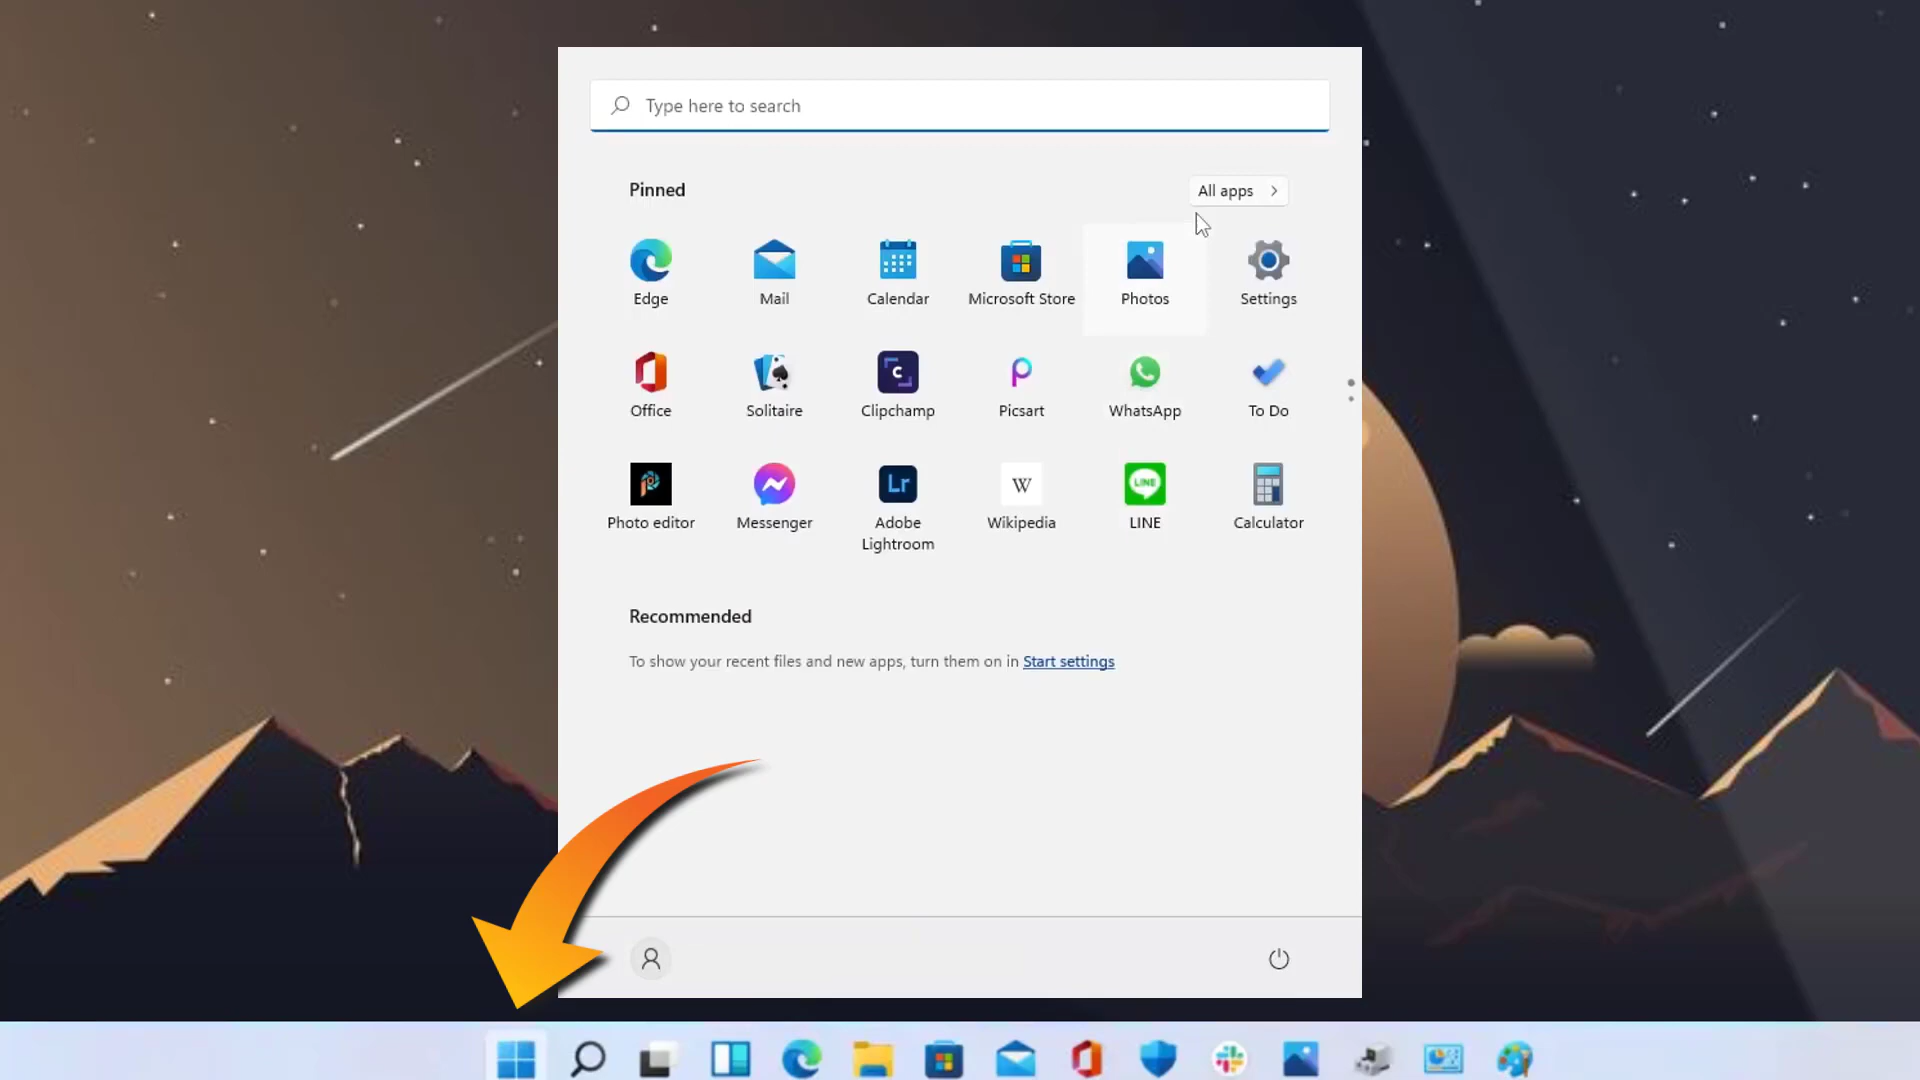 Type here to search
Pinned
All apps
Edge
Mail
Calendar
Microsoft Store
Photos
Settings
Office
Solitaire
Clipchamp
Picsart
WhatsApp
To Do
Photo editor
Messenger
Lr
Adobe
Lightroom
W
Wikipedia
LINE
LINE
Calculator
Recommended
To show your recent files and new apps, turn them on in Start settings